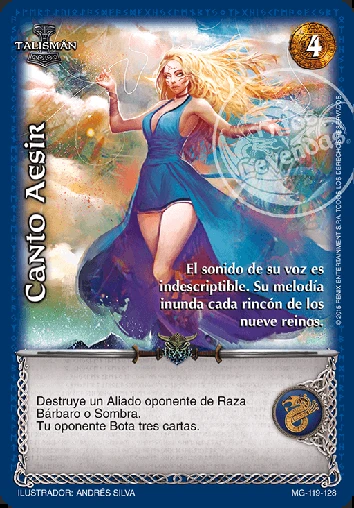 TALISMÁN
4
Canto Aesir
El sonido de su voz es
indescriptible. Su melodía
inunda cada rincón de los
nueve reinos.
Destruye un Aliado oponente de Raza
Bárbaro o Sombra.
Tu oponente Bota tres cartas.
ILUSTRADOR: ANDRÉS SILVA
MG-119-128